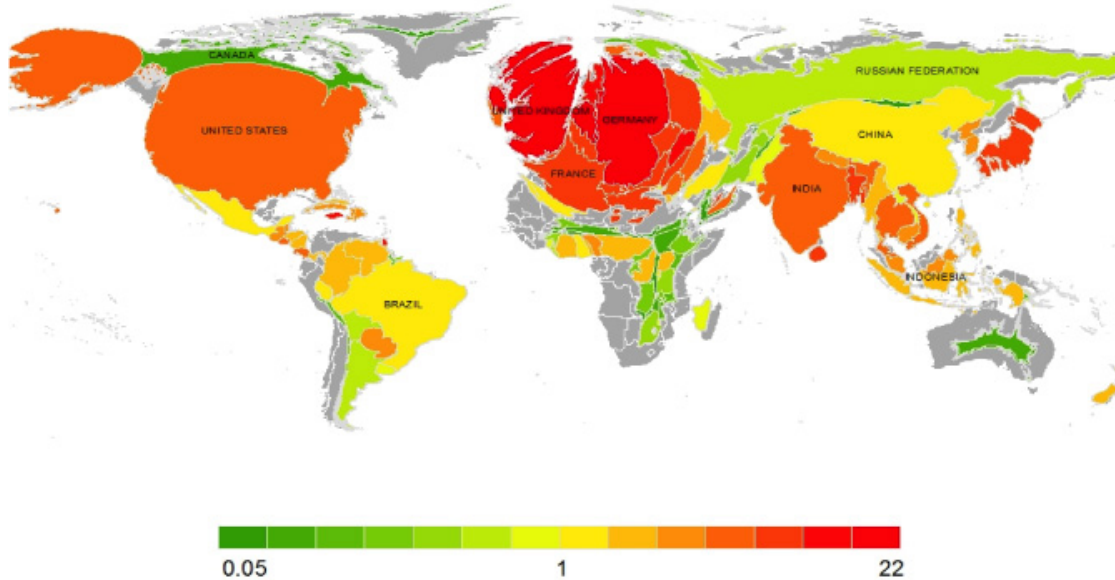 CANADA
RUSSIAN FEDERATION
UNITED KINGDOM
GERMANY
UNITED STATES
CHINA
FRANCE
INDIA
INDONESIA
BRAZIL
0.05 1 22